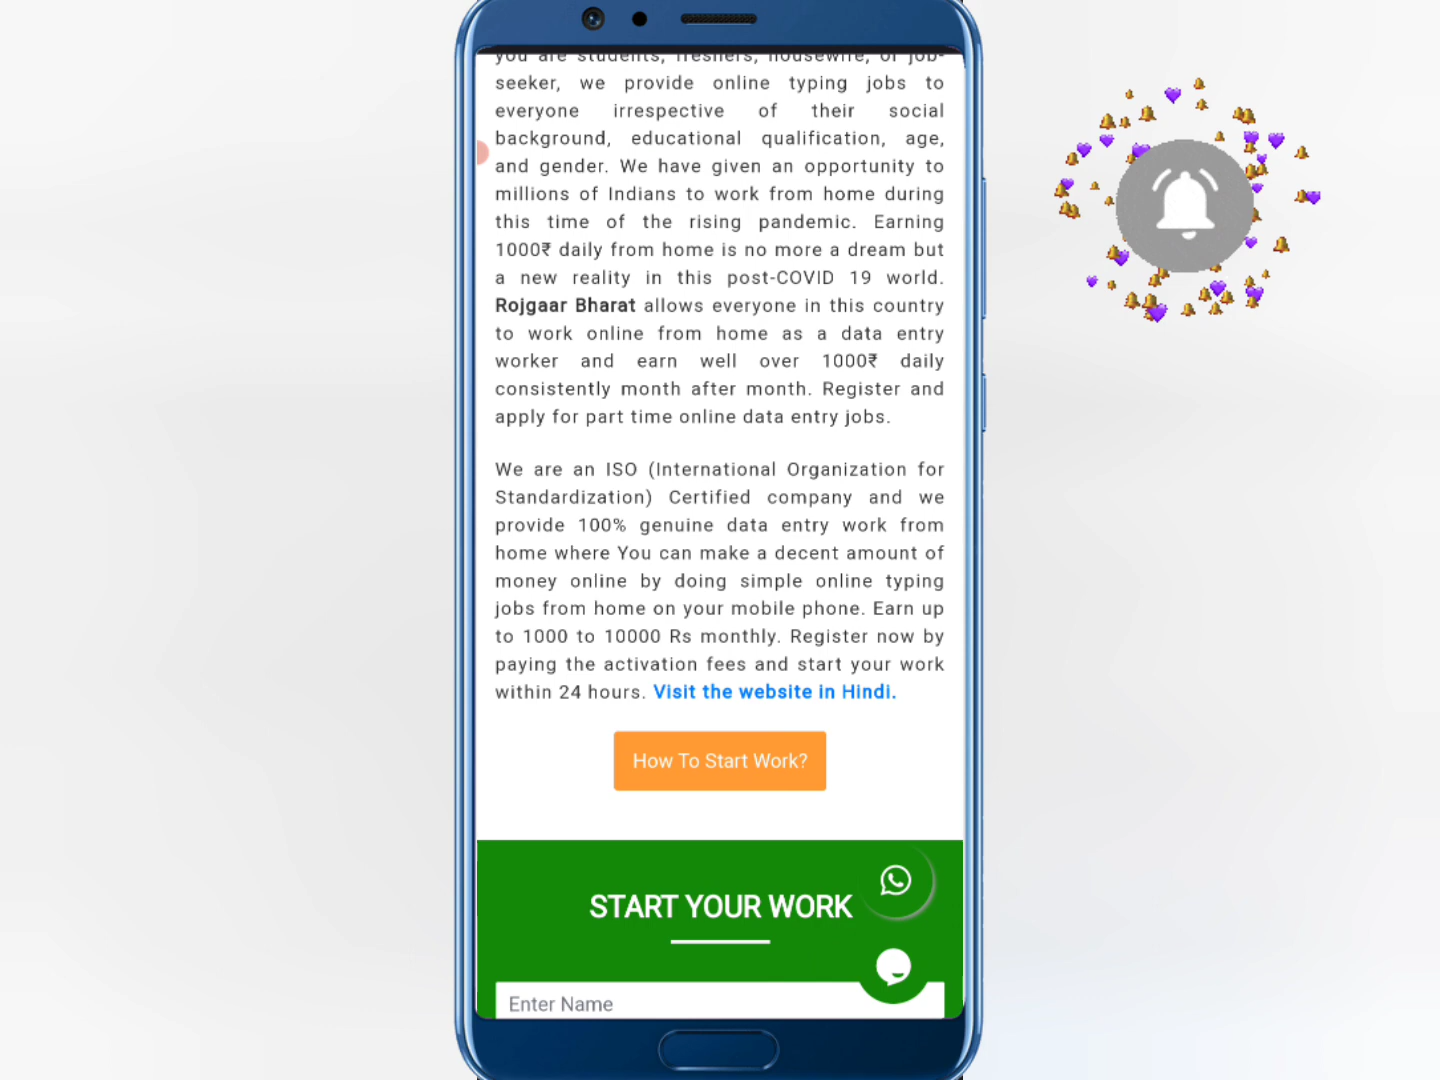 you are students, freshers, housewife, or job-
seeker, we provide online typing jobs to
everyone irrespective of their social
background, educational qualification, age,
and gender. We have given an opportunity to
millions of Indians to work from home during
this time of the rising pandemic. Earning
1000₹ daily from home is no more a dream but
a new reality in this post-COVID 19 world.
Rojgaar Bharat allows everyone in this country
to work online from home as a data entry
worker and earn well over 1000₹ daily
consistently month after month. Register and
apply for part time online data entry jobs.
We are an ISO (International Organization for
Standardization) Certified company and we
provide 100% genuine data entry work from
home where You can make a decent amount of
money online by doing simple online typing
jobs from home on your mobile phone. Earn up
to 1000 to 10000 Rs monthly. Register now by
paying the activation fees and start your work
within 24 hours. Visit the website in Hindi.
How To Start Work?
START YOUR WORK
Enter Name